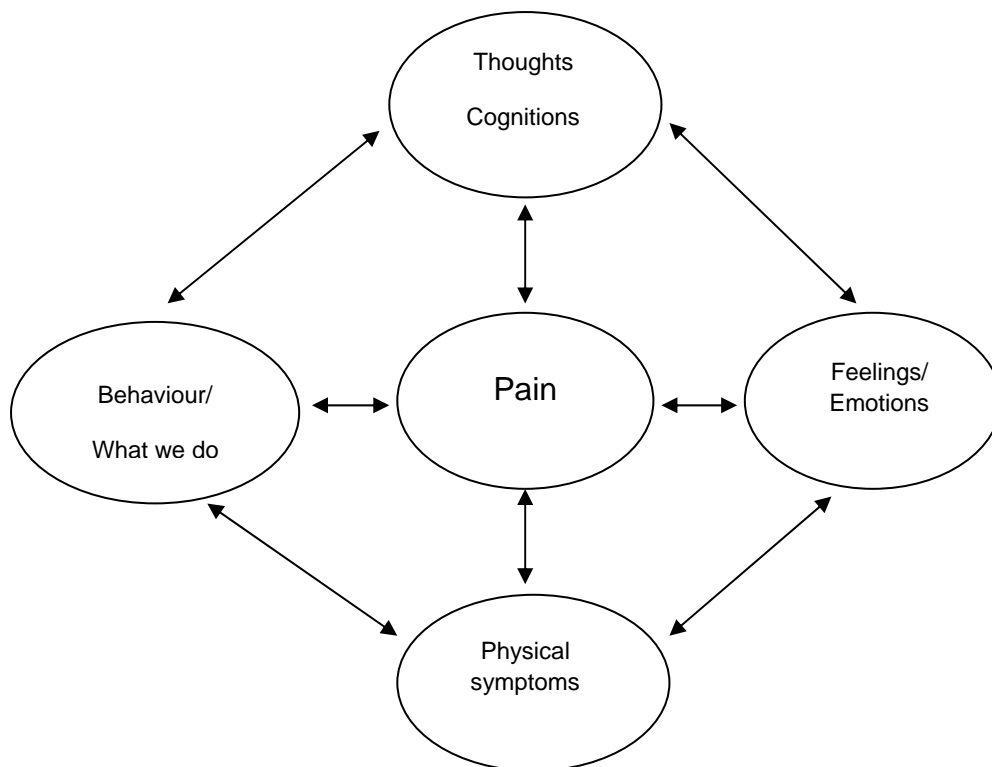 Thoughts
Cognitions
Behaviour/
What we do
Pain
Feelings/
Emotions
Physical
symptoms